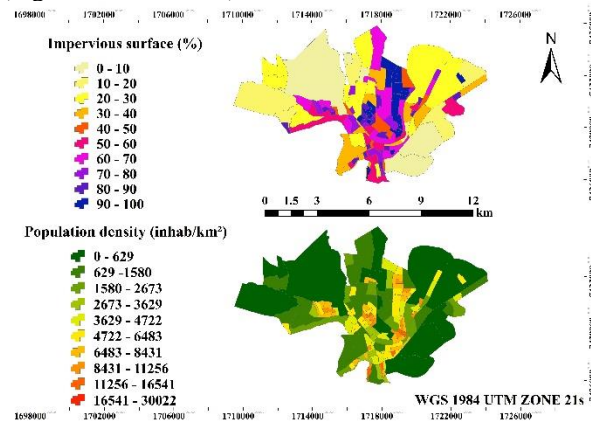 1698000 1702000 1706000 1710000 1714000 1718000 1722000 1726000
Impervious surface (%)
N
0 - 10
10 - 20
20 - 30
30 - 40
40 - 50
50 - 60
60 - 70
70 - 80
80 - 90
90 - 100
0 1.5 3 6 9 12
km
Population density (inhab/km²)
0 - 629
629 -1580
1580 - 2673
2673 - 3629
3629 - 4722
4722 - 6483
6483 - 8431
8431 - 11256
11256 - 16541
16541 - 30022
WGS 1984 UTM ZONE 21s
1698000 1702000 1706000 1710000 1714000 1718000 1722000 1726000